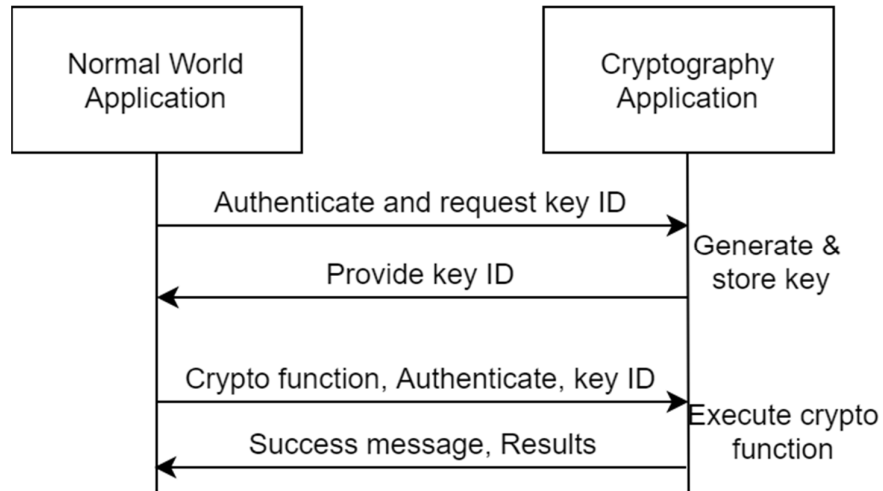 Normal World
Application
Cryptography
Application
Authenticate and request key ID
Generate &
store key
Provide key ID
Crypto function, Authenticate, key ID
Execute crypto
function
Success message, Results